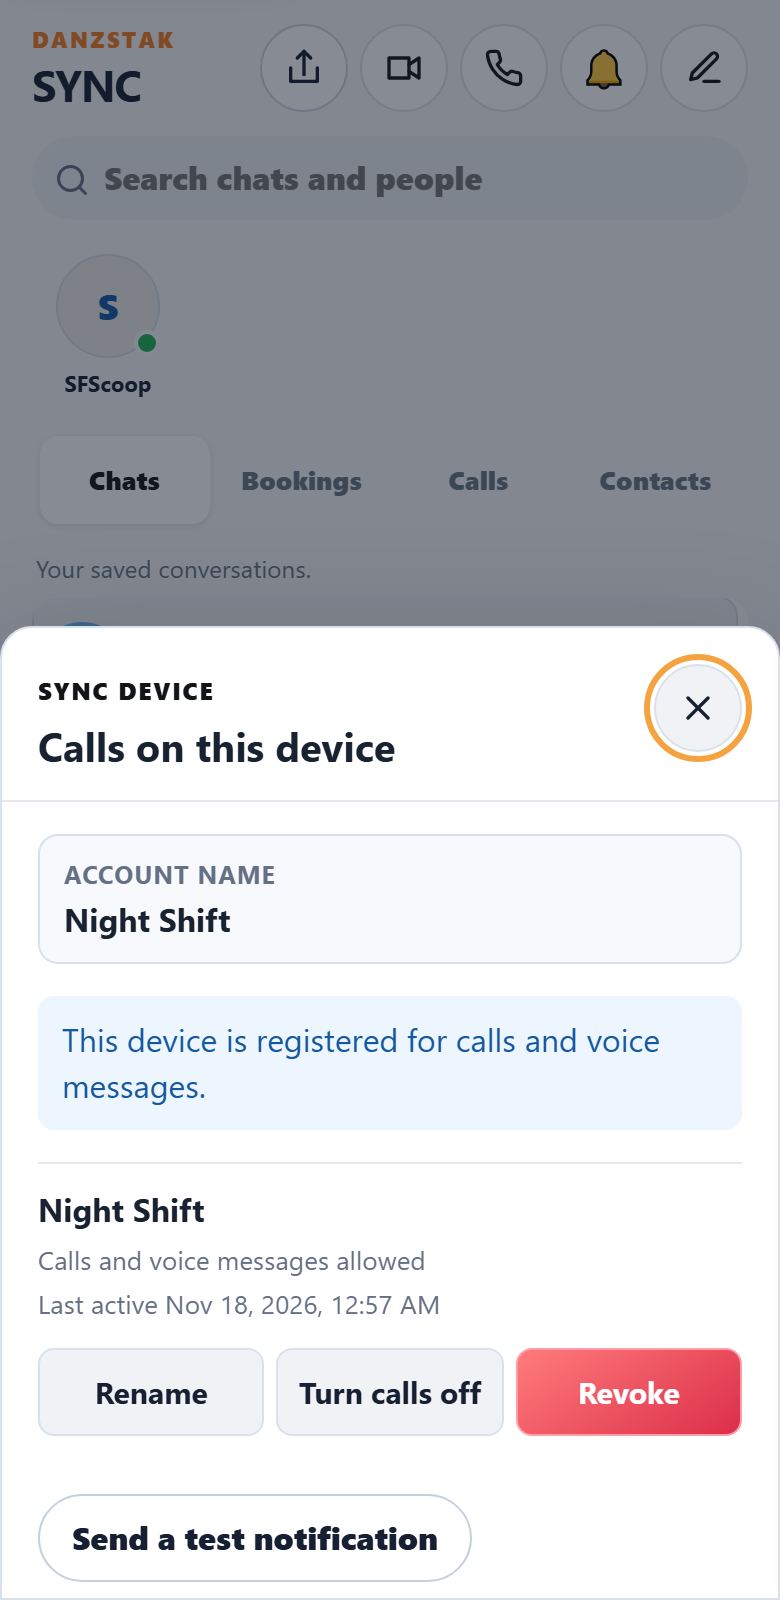 DANZSTAK
SYNC
Search chats and people
S
SFScoop
Chats
Bookings
Calls
Contacts
Your saved conversations.
SYNC DEVICE
Calls on this device
ACCOUNT NAME
Night Shift
This device is registered for calls and voice
messages.
Night Shift
Calls and voice messages allowed
Last active Nov 18, 2026, 12:57 AM
Rename
Turn calls off
Revoke
Send a test notification